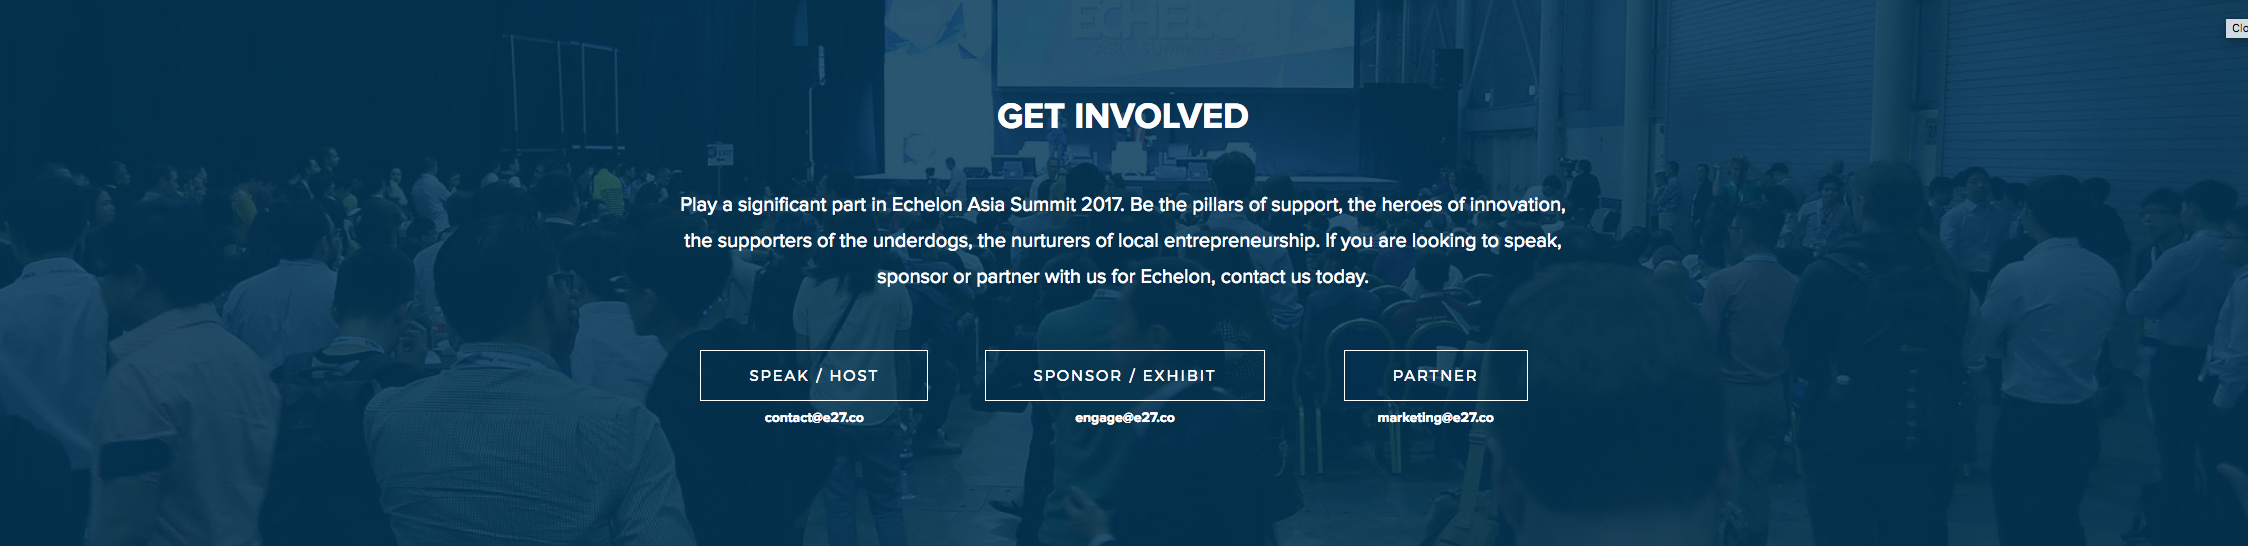 ECHELON
EXIT
GET INVOLVED
Play a significant part in Echelon Asia Summit 2017. Be the pillars of support, the heroes of innovation,
the supporters of the underdogs, the nurturers of local entrepreneurship. If you are looking to speak,
sponsor or partner with us for Echelon, contact us today.
SPEAK / HOST
SPONSOR / EXHIBIT
PARTNER
contact@e27.co
engage@e27.co
marketing@e27.co